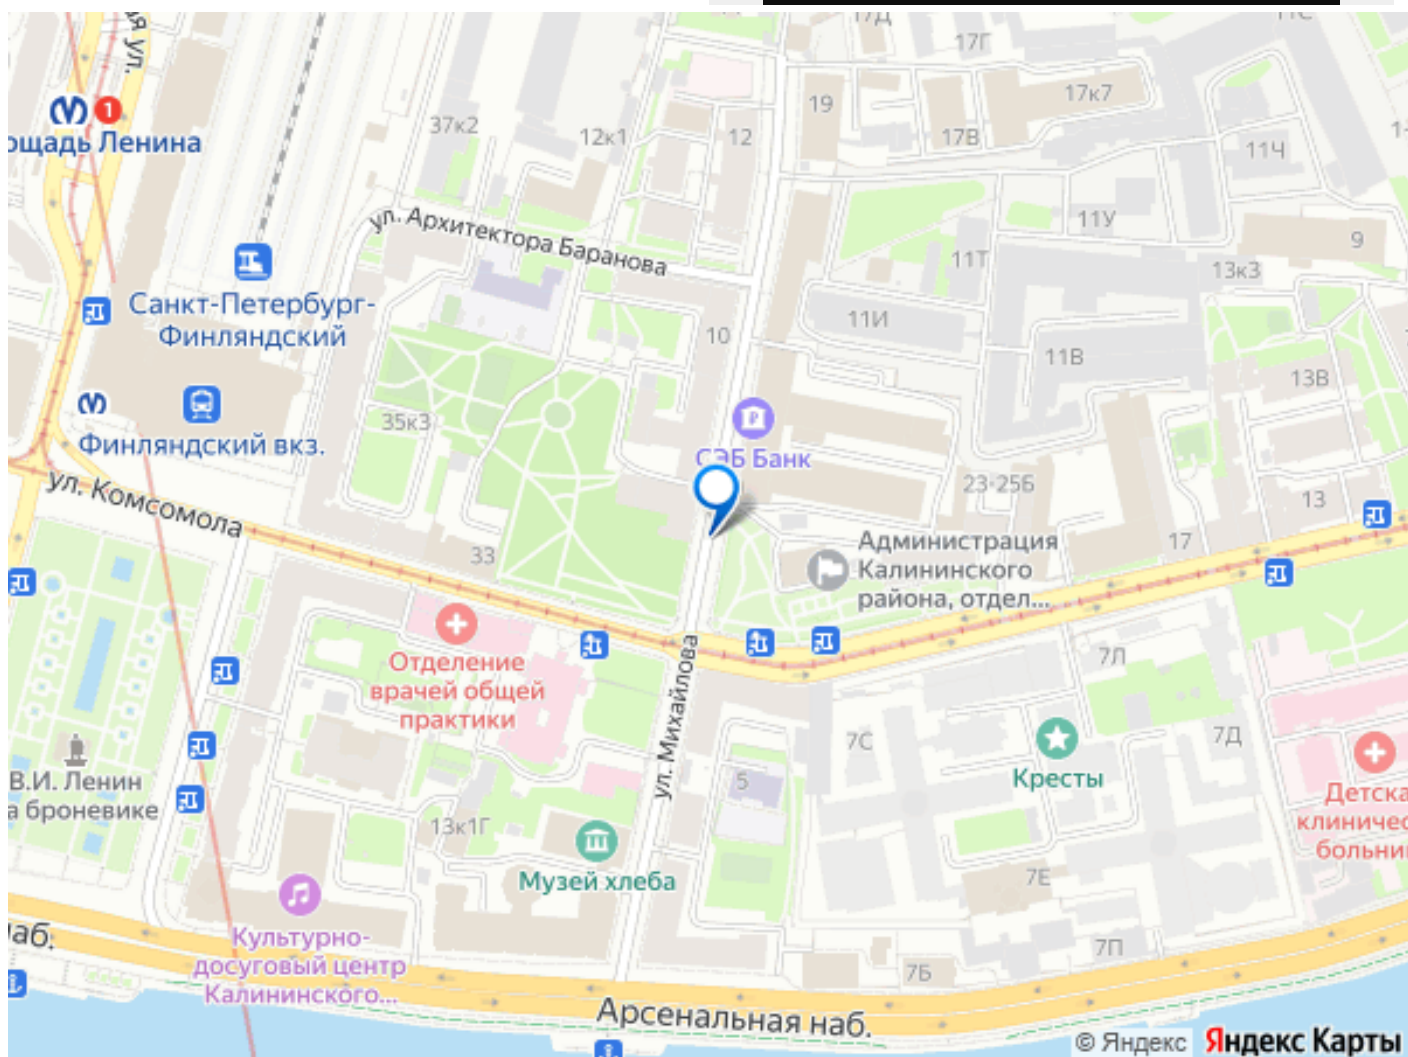 17Д
17Г
19
17к7
17В
11Ч
37к2
12к1
12
1
ощадь Ленина
ул. Архитектора Баранова
11У
9
11Т
13к3
Санкт-Петербург-
Финляндский
11И
10
11В
13В
35к3
Финляндский вкз.
СЭБ Банк
23-25Б
13
ул. Комсомола
33
17
Администрация
Калининского
района, отдел...
Отделение
врачей общей
практики
ул. Михайлова
7Л
7С
7Д
Кресты
5
В.И. Ленин
а броневике
Детска
клиничес
больни
13к1Г
Музей хлеба
7Е
Культурно-
досуговый центр
Калининского...
аб.
7П
7Б
Арсенальная наб.
© Яндекс Яндекс Карты